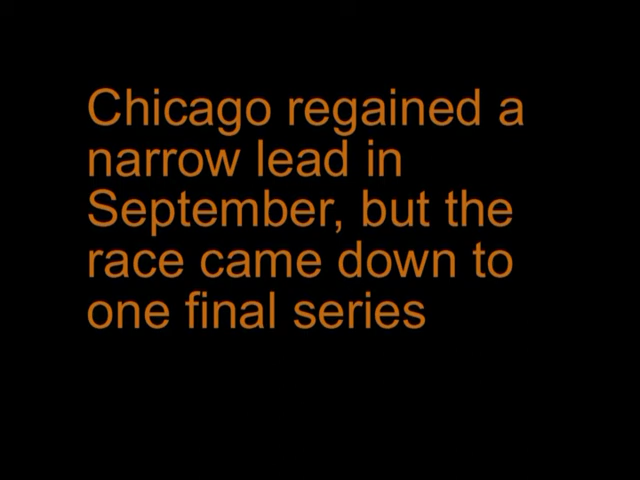 Chicago regained a
narrow lead in
September, but the
race came down to
one final series